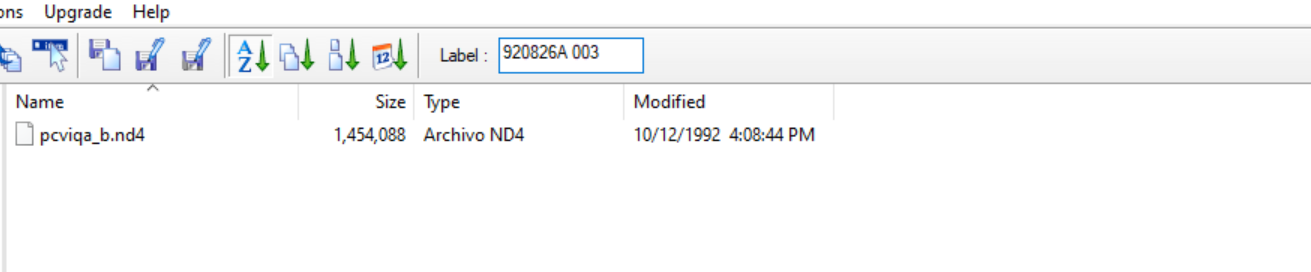 ons Upgrade Help
A Z 12 Label : 920826A 003
Name Size Type Modified
pcviqa_b.nd4 1,454,088 Archivo ND4 10/12/1992 4:08:44 PM